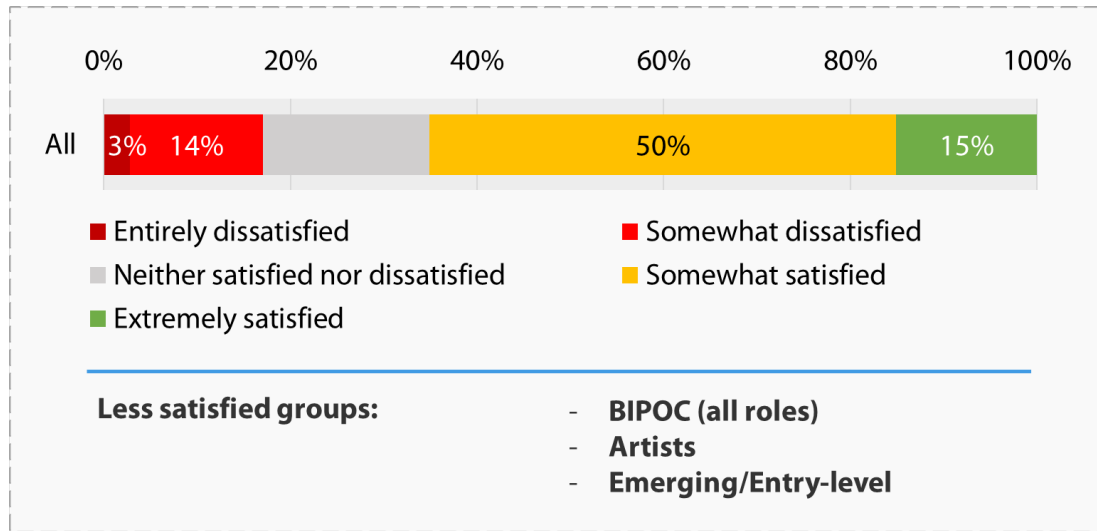 0% 20% 40% 60% 80% 100%
All 3% 14% 50% 15%
Entirely dissatisfied Somewhat dissatisfied
Neither satisfied nor dissatisfied Somewhat satisfied
Extremely satisfied
Less satisfied groups: - BIPOC (all roles)
- Artists
- Emerging/Entry-level